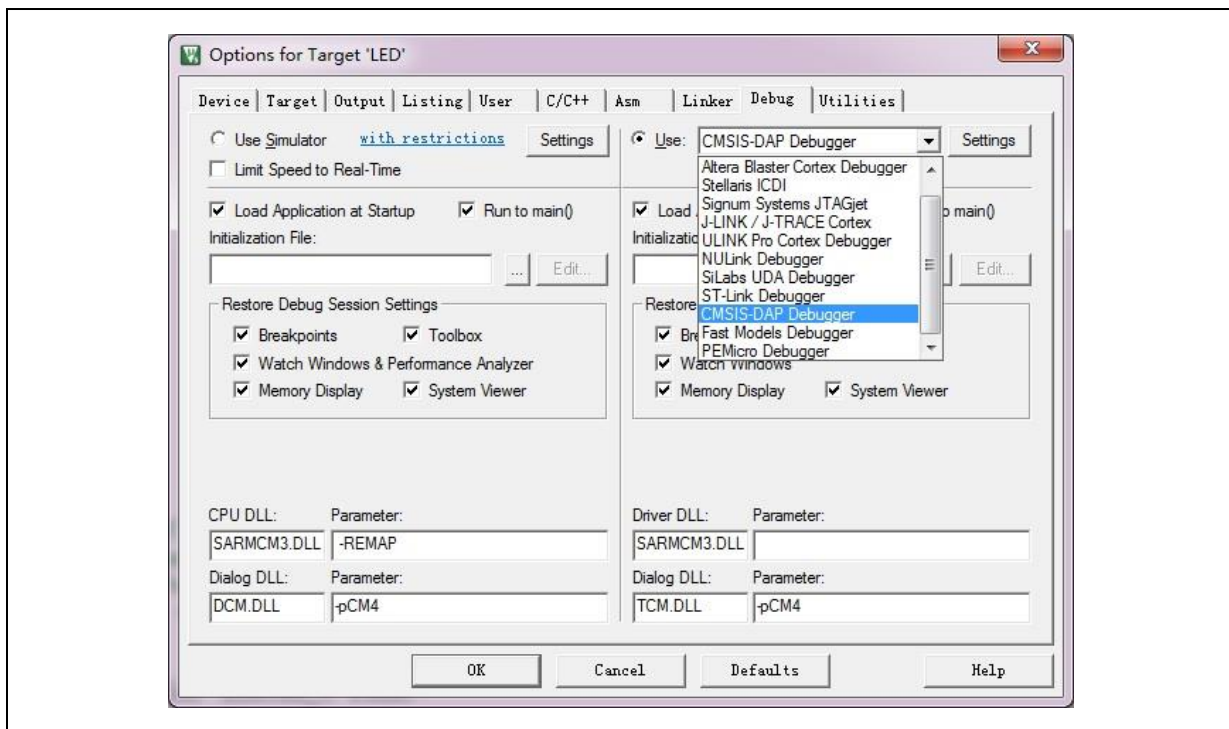 Options for Target 'LED'
Device Target Output Listing User C/C++ Asm Linker Debug Utilities
Use Simulator with restrictions Settings Use: CMSIS-DAP Debugger Settings
Limit Speed to Real-Time
Altera Blaster Cortex Debugger
Stellaris ICDI
Signum Systems JTAGjet
J-LINK / J-TRACE Cortex
ULINK Pro Cortex Debugger
NULink Debugger
SiLabs UDA Debugger
ST-Link Debugger
CMSIS-DAP Debugger
Fast Models Debugger
PEMicro Debugger
Load Application at Startup Run to main() Load main()
Initialization File:
... Edit... Edit...
Restore Debug Session Settings Restore
Breakpoints Toolbox
Watch Windows & Performance Analyzer Watch Windows
Memory Display System Viewer Memory Display System Viewer
CPU DLL: Parameter: Driver DLL: Parameter:
SARMCM3.DLL -REMAP SARMCM3.DLL
Dialog DLL: Parameter: Dialog DLL: Parameter:
DCM.DLL -pCM4 TCM.DLL -pCM4
OK Cancel Defaults Help